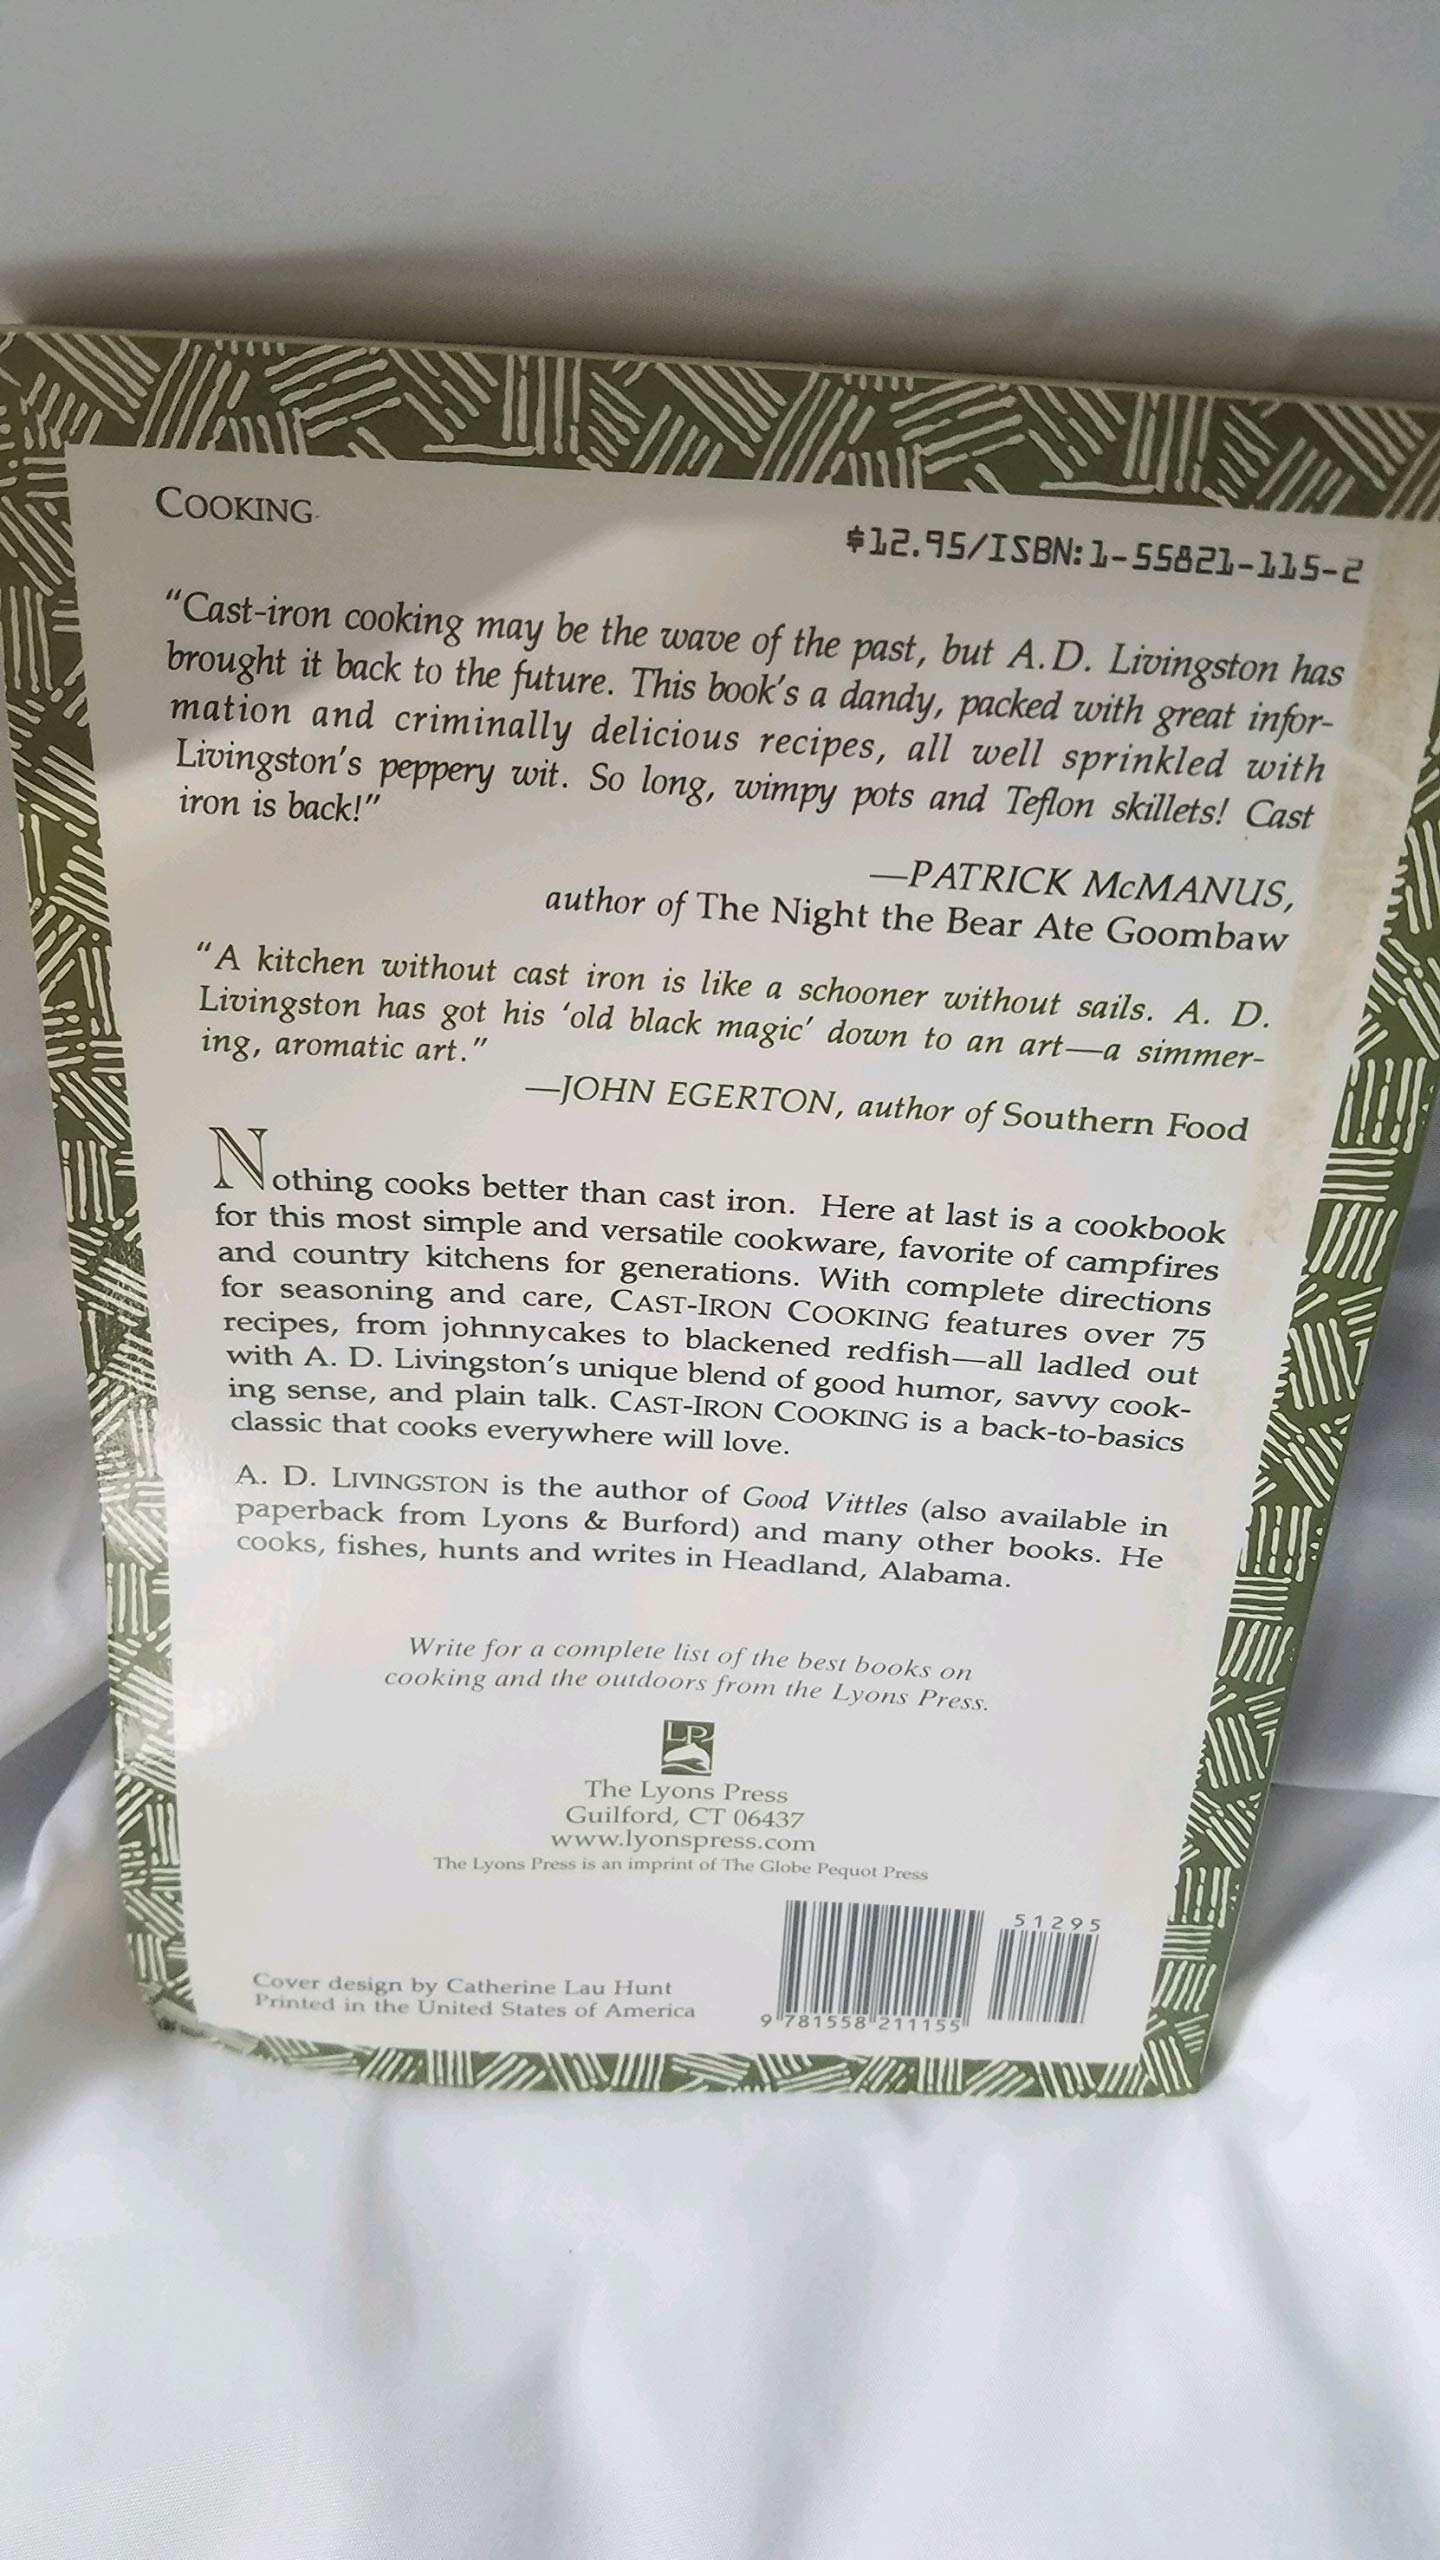 COOKING
$12.95/ISBN:1-55821-115-2
“Cast-iron cooking may be the wave of the past, but A.D. Livingston has
brought it back to the future. This book’s a dandy, packed with great infor-
mation and criminally delicious recipes, all well sprinkled with
Livingston’s peppery wit. So long, wimpy pots and Teflon skillets! Cast
iron is back!”
—PATRICK McMANUS,
author of The Night the Bear Ate Goombaw
“A kitchen without cast iron is like a schooner without sails. A. D.
Livingston has got his ‘old black magic’ down to an art—a simmer-
ing, aromatic art.”
—JOHN EGERTON, author of Southern Food
Nothing cooks better than cast iron. Here at last is a cookbook
for this most simple and versatile cookware, favorite of campfires
and country kitchens for generations. With complete directions
for seasoning and care, CAST-IRON COOKING features over 75
recipes, from johnnycakes to blackened redfish—all ladled out
with A. D. Livingston’s unique blend of good humor, savvy cook-
ing sense, and plain talk. CAST-IRON COOKING is a back-to-basics
classic that cooks everywhere will love.
A. D. LIVINGSTON is the author of Good Vittles (also available in
paperback from Lyons & Burford) and many other books. He
cooks, fishes, hunts and writes in Headland, Alabama.
Write for a complete list of the best books on
cooking and the outdoors from the Lyons Press.
LP
The Lyons Press
Guilford, CT 06437
www.lyonspress.com
The Lyons Press is an imprint of The Globe Pequot Press
51295
Cover design by Catherine Lau Hunt
Printed in the United States of America
9 781558 211155